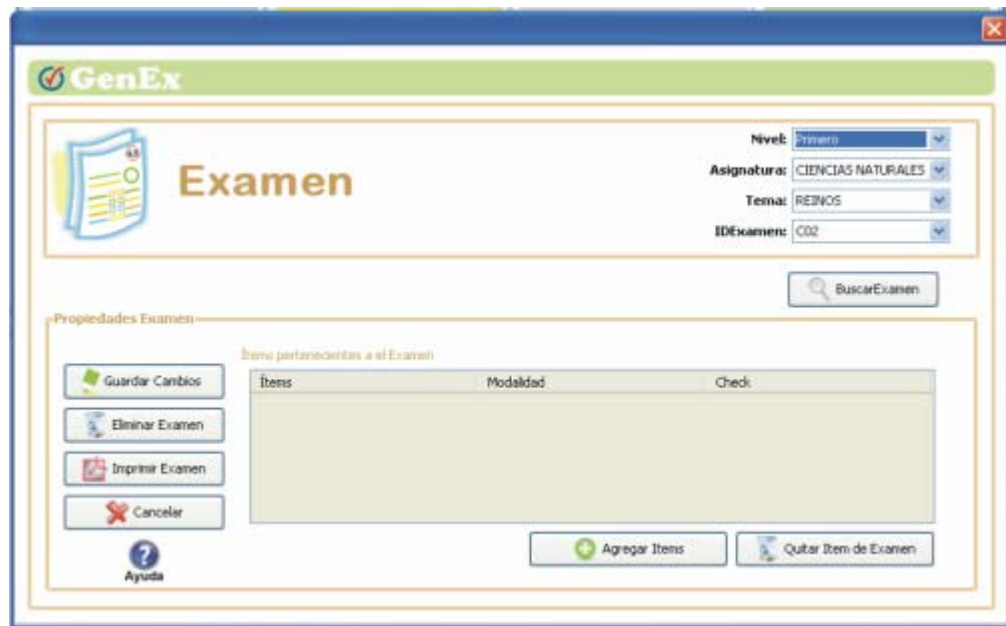 GenEx
Examen
Nivel: Primero
Asignatura: CIENCIAS NATURALES
Tema: REINOS
IDExamen: C02
BuscarExamen
Propiedades Examen
Ítems pertenecientes a el Examen
Guardar Cambios
Ítems Modalidad Check
Eliminar Examen
Imprimir Examen
Cancelar
Agregar Items
Quitar Item de Examen
Ayuda